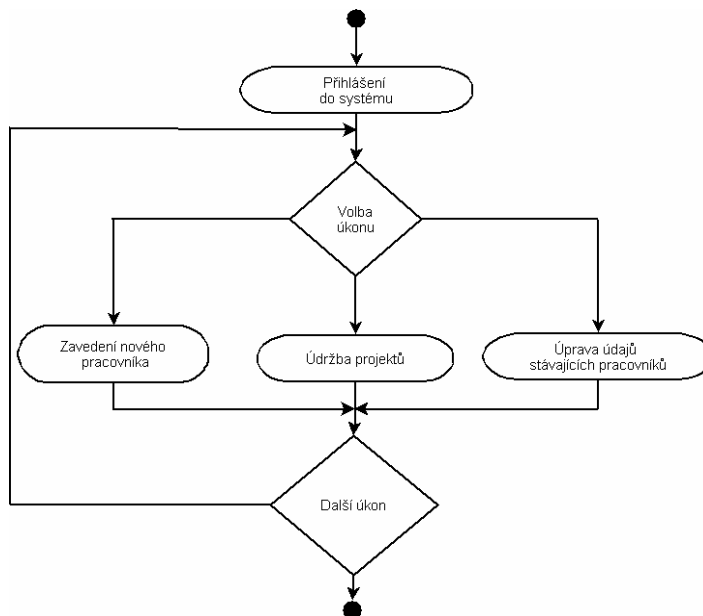 Přihlášení
do systému
Volba
úkonu
Zavedení nového
pracovníka
Údržba projektů
Úprava údajů
stávajících pracovníků
Další úkon